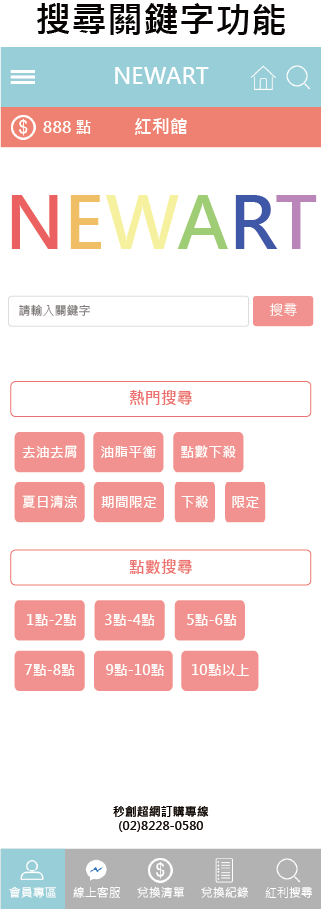 搜尋關鍵字功能
NEWART
888 點 紅利館
NEWART
請輸入關鍵字 搜尋
熱門搜尋
去油去屑 油脂平衡 點數下殺
夏日清涼 期間限定 下殺 限定
點數搜尋
1點-2點 3點-4點 5點-6點
7點-8點 9點-10點 10點以上
秒創超網訂購專線
(02)8228-0580
會員專區 線上客服 兌換清單 兌換紀錄 紅利搜尋